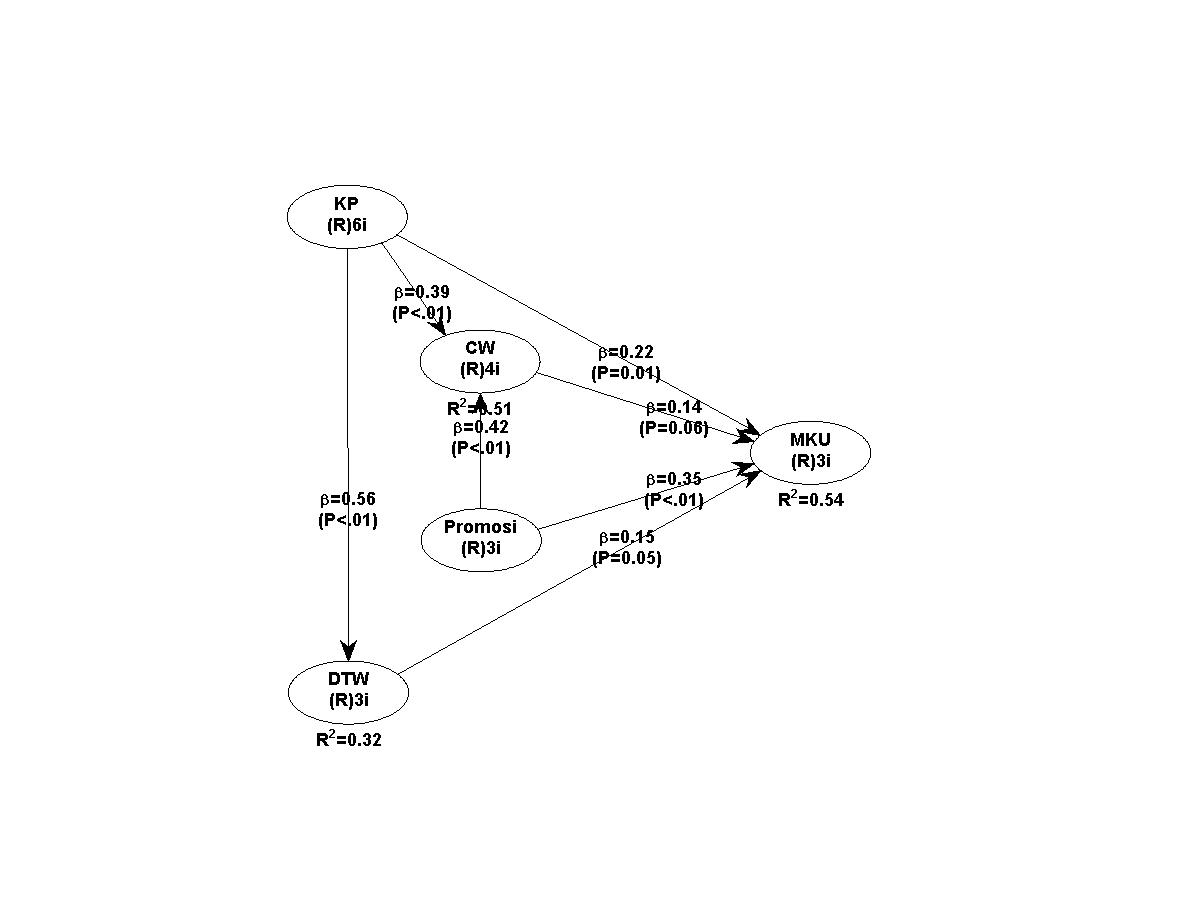 KP
(R)6i
β=0.39
(P<.01)
CW
(R)4i
R²=0.51
β=0.42
(P<.01)
β=0.22
(P=0.01)
β=0.14
(P=0.06)
MKU
(R)3i
R²=0.54
β=0.35
(P<.01)
β=0.56
(P<.01)
Promosi
(R)3i
β=0.15
(P=0.05)
DTW
(R)3i
R²=0.32